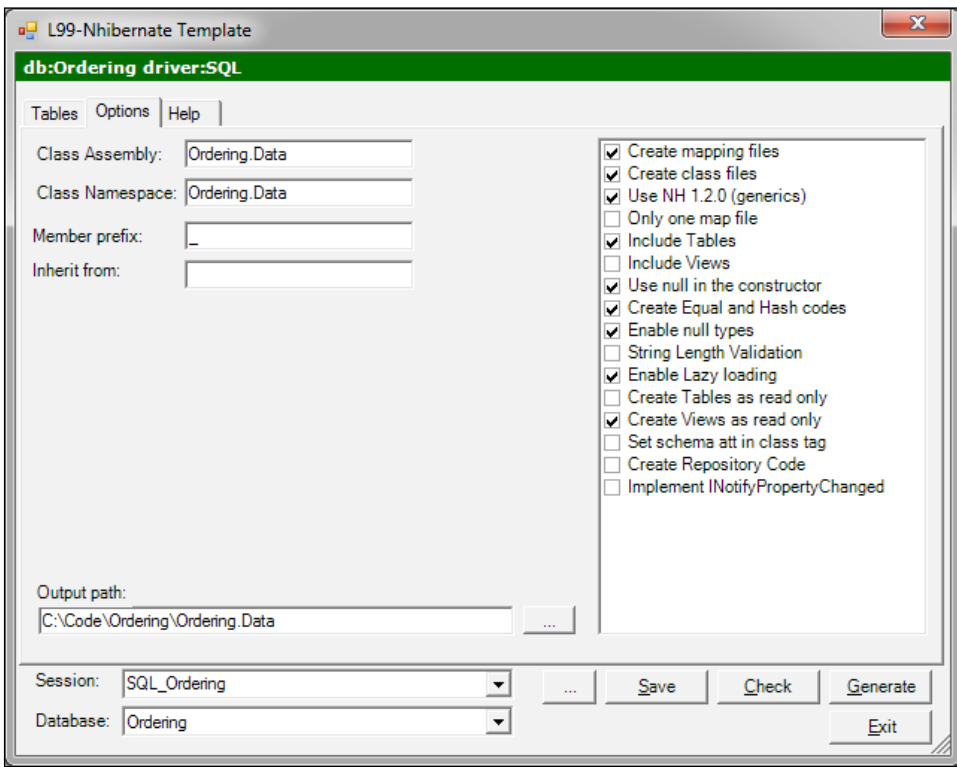 L99-Nhibernate Template
db:Ordering driver:SQL
Tables Options Help
Class Assembly: Ordering.Data
Class Namespace: Ordering.Data
Member prefix: _
Inherit from:
Create mapping files
Create class files
Use NH 1.2.0 (generics)
Only one map file
Include Tables
Include Views
Use null in the constructor
Create Equal and Hash codes
Enable null types
String Length Validation
Enable Lazy loading
Create Tables as read only
Create Views as read only
Set schema att in class tag
Create Repository Code
Implement INotifyPropertyChanged
Output path:
C:\Code\Ordering\Ordering.Data ...
Session: SQL_Ordering ... Save Check Generate
Database: Ordering Exit